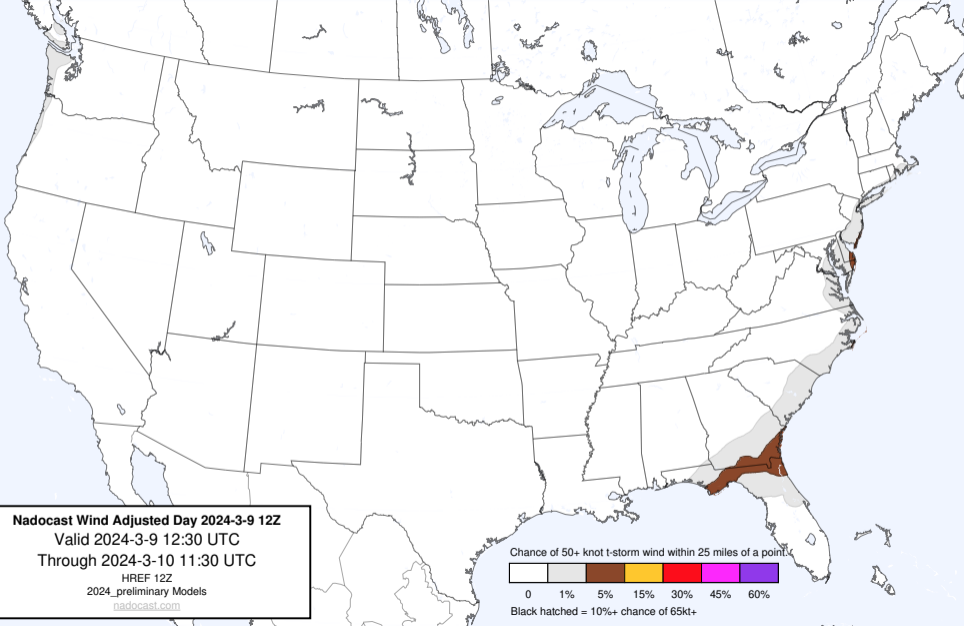 Nadocast Wind Adjusted Day 2024-3-9 12Z
Valid 2024-3-9 12:30 UTC
Through 2024-3-10 11:30 UTC
HREF 12Z
2024_preliminary Models
nadocast.com
Chance of 50+ knot t-storm wind within 25 miles of a point.
0 1% 5% 15% 30% 45% 60%
Black hatched = 10%+ chance of 65kt+